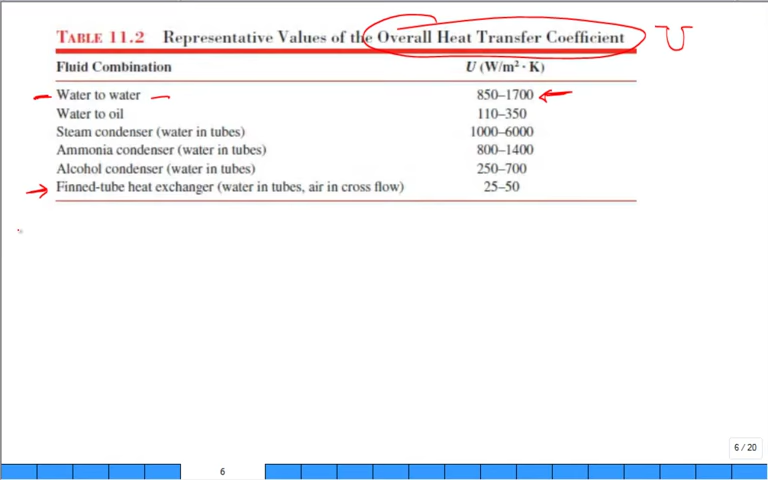 TABLE 11.2 Representative Values of the Overall Heat Transfer Coefficient U
Fluid Combination U (W/m² · K)
Water to water 850–1700
Water to oil 110–350
Steam condenser (water in tubes) 1000–6000
Ammonia condenser (water in tubes) 800–1400
Alcohol condenser (water in tubes) 250–700
Finned-tube heat exchanger (water in tubes, air in cross flow) 25–50
6 / 20
6